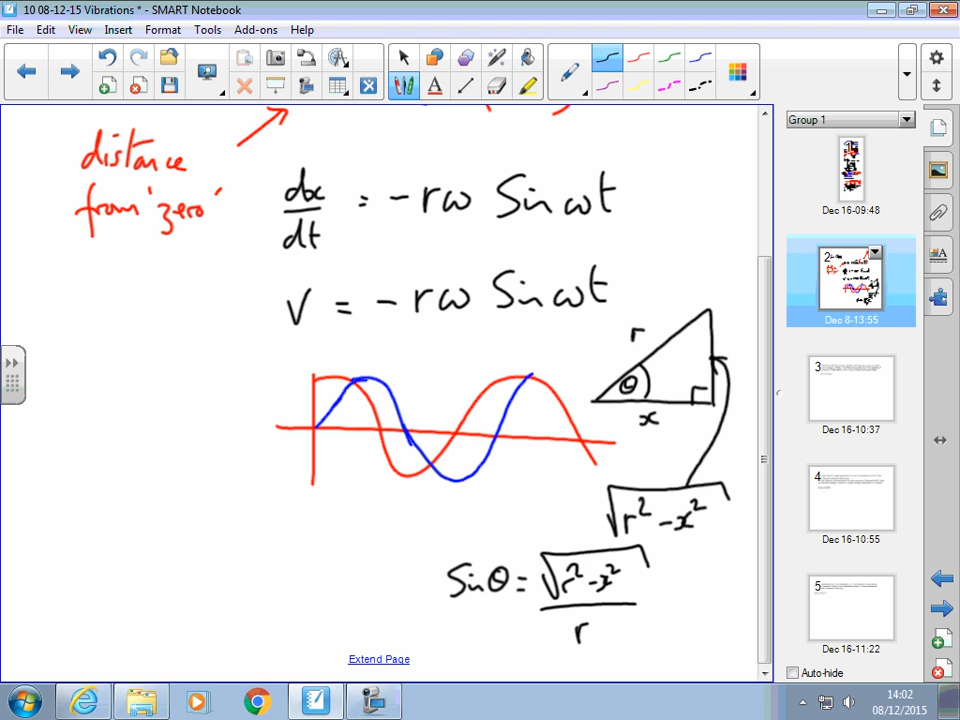 10 08-12-15 Vibrations * - SMART Notebook
File Edit View Insert Format Tools Add-ons Help
Group 1
distance
from 'zero'
dx/dt = -rω Sin ωt
V = -rω Sin ωt
r
θ
x
√r² - x²
Sinθ = √r² - x² / r
Extend Page
1
Dec 16-09:48
2
Dec 8-13:55
3
Dec 16-10:37
4
Dec 16-10:55
5
Dec 16-11:22
Auto-hide
14:02
08/12/2015